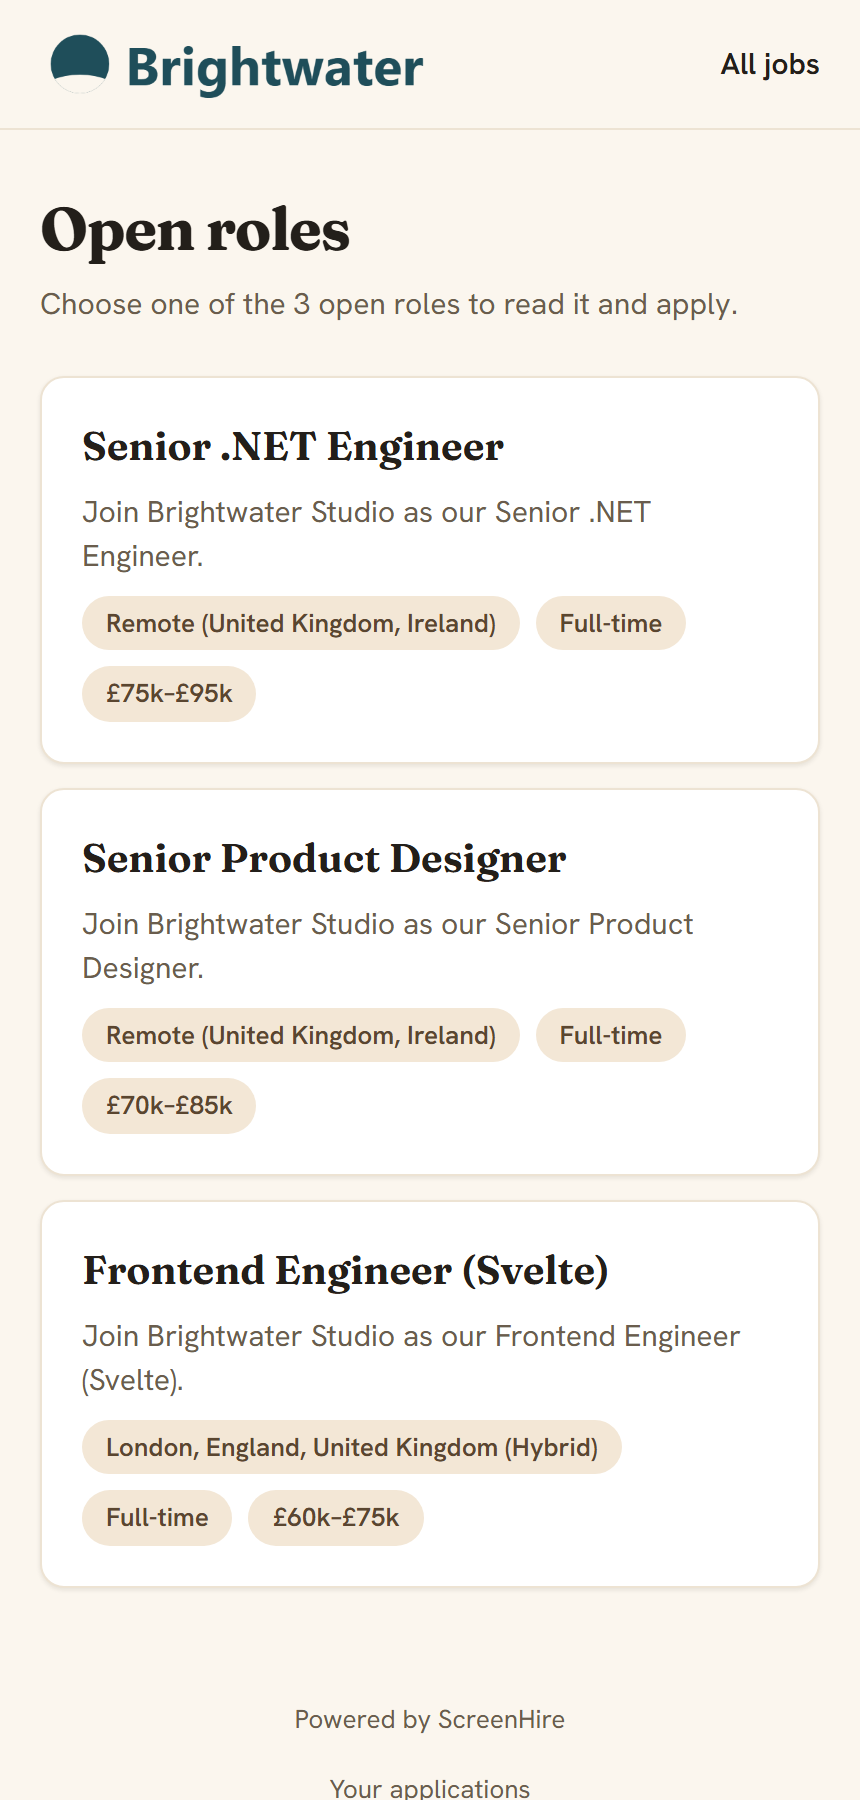 Brightwater
All jobs
Open roles
Choose one of the 3 open roles to read it and apply.
Senior .NET Engineer
Join Brightwater Studio as our Senior .NET
Engineer.
Remote (United Kingdom, Ireland)
Full-time
£75k–£95k
Senior Product Designer
Join Brightwater Studio as our Senior Product
Designer.
Remote (United Kingdom, Ireland)
Full-time
£70k–£85k
Frontend Engineer (Svelte)
Join Brightwater Studio as our Frontend Engineer
(Svelte).
London, England, United Kingdom (Hybrid)
Full-time
£60k–£75k
Powered by ScreenHire
Your applications